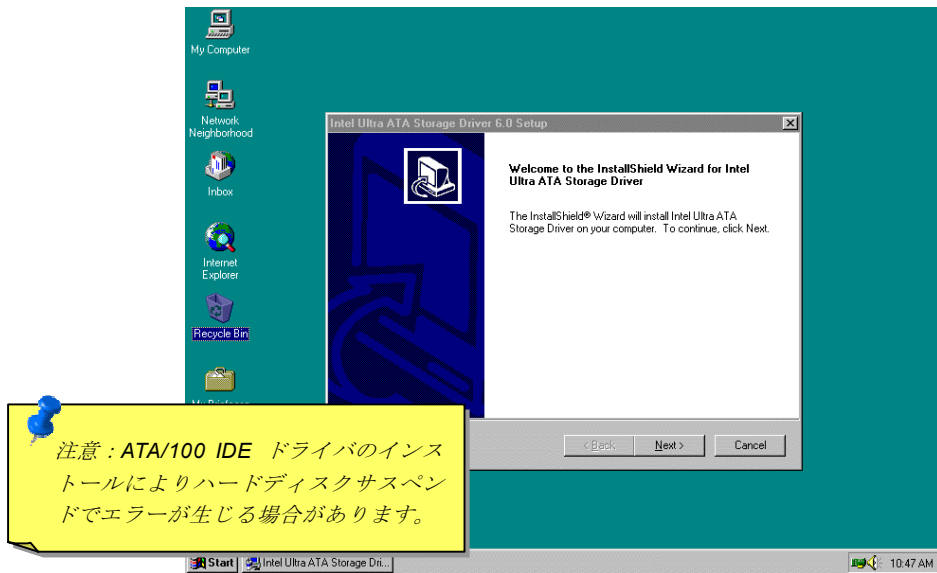 My Computer
Network
Neighborhood
Inbox
Internet
Explorer
Recycle Bin
Intel Ultra ATA Storage Driver 6.0 Setup
Welcome to the InstallShield Wizard for Intel
Ultra ATA Storage Driver
The InstallShield® Wizard will install Intel Ultra ATA
Storage Driver on your computer. To continue, click Next.
< Back
Next >
Cancel
注意：ATA/100 IDE ドライバのインス
トールによりハードディスクサスペン
ドでエラーが生じる場合があります。
Start
Intel Ultra ATA Storage Dri...
10:47 AM